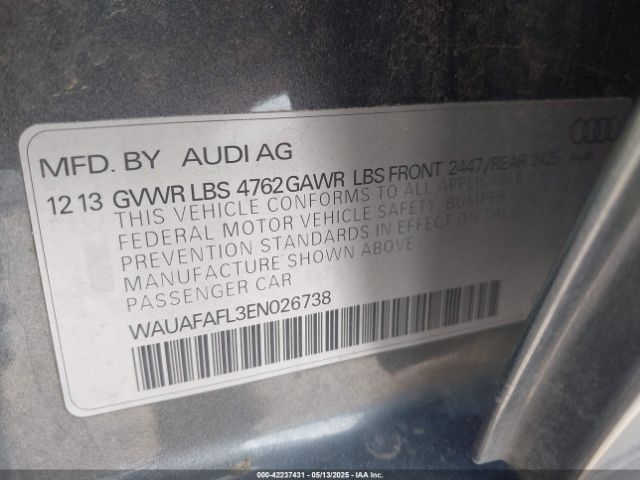 MFD. BY AUDI AG
12 13 GVWR LBS 4762 GAWR LBS FRONT 2447/REAR 2425
THIS VEHICLE CONFORMS TO ALL
FEDERAL MOTOR VEHICLE SAFETY, BUMPER
PREVENTION STANDARDS IN EFFECT ON THE
MANUFACTURE SHOWN ABOVE
PASSENGER CAR
WAUAFAFL3EN026738
000-42237431 - 05/13/2025 - IAA Inc.